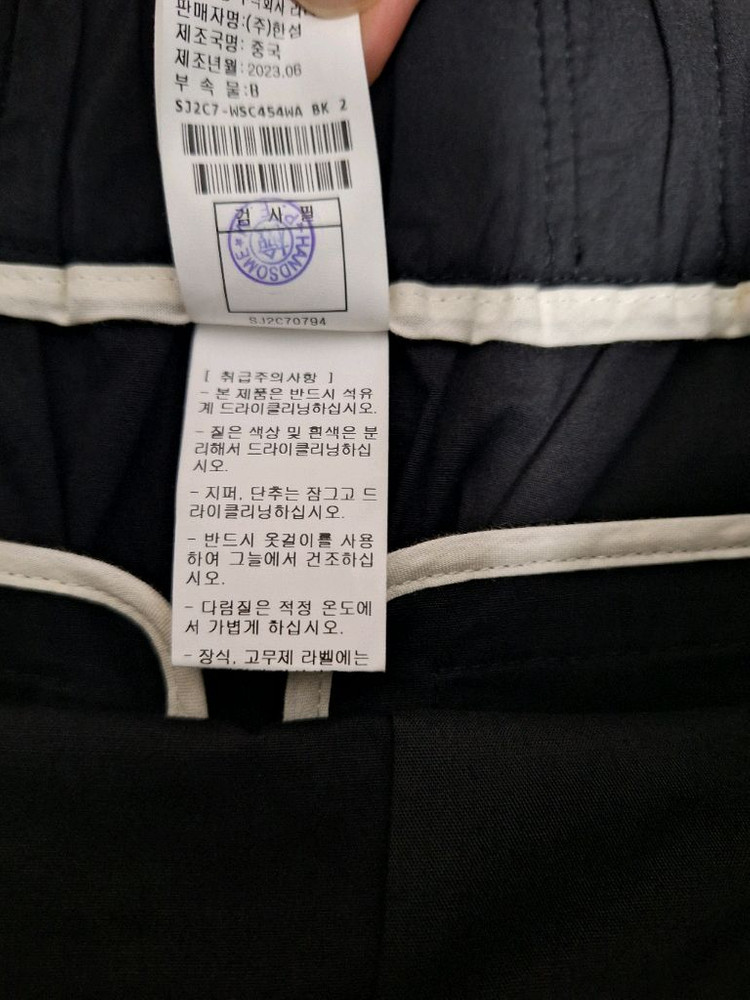 판매자명:(주)한섬
제조국명: 중국
제조년월: 2023.06
부 속 물:B
SJ2C7-WSC454WA BK 2
검 사 필
HANDSOME
SJ2C70794
[ 취급주의사항 ]
- 본 제품은 반드시 석유
계 드라이클리닝하십시오.
- 짙은 색상 및 흰색은 분
리해서 드라이클리닝하십
시오.
- 지퍼, 단추는 잠그고 드
라이클리닝하십시오.
- 반드시 옷걸이를 사용
하여 그늘에서 건조하십
시오.
- 다림질은 적정 온도에
서 가볍게 하십시오.
- 장식, 고무제 라벨에는